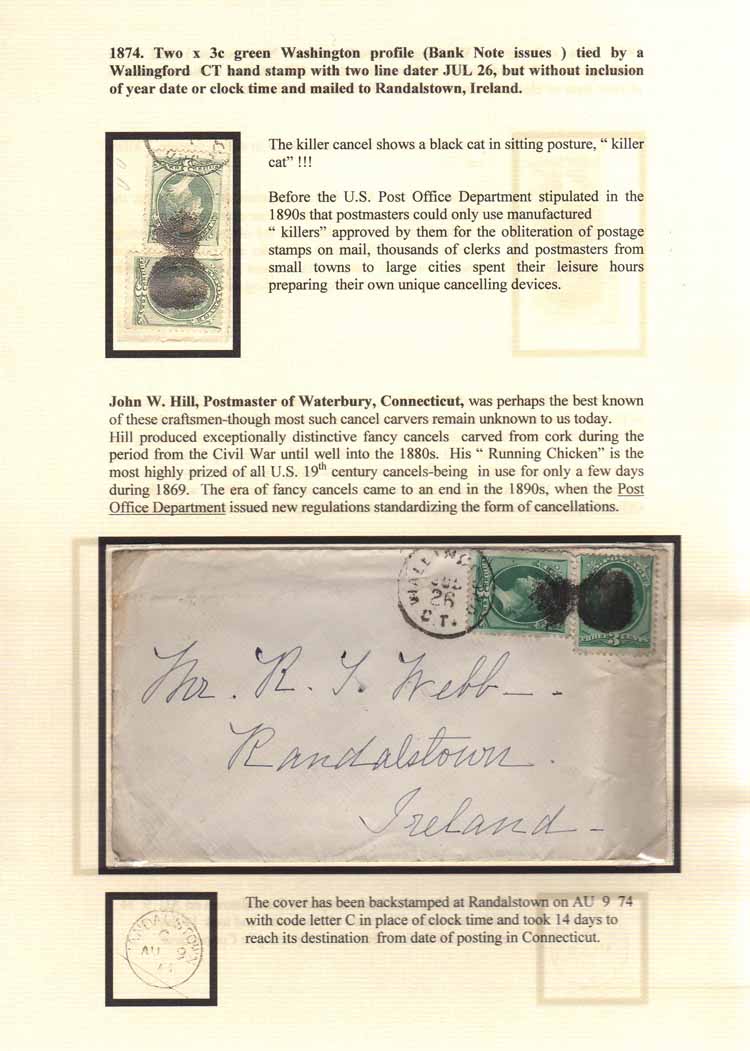 1874. Two x 3c green Washington profile (Bank Note issues ) tied by a
Wallingford CT hand stamp with two line dater JUL 26, but without inclusion
of year date or clock time and mailed to Randalstown, Ireland.
The killer cancel shows a black cat in sitting posture, “ killer
cat” !!!
Before the U.S. Post Office Department stipulated in the
1890s that postmasters could only use manufactured
“ killers” approved by them for the obliteration of postage
stamps on mail, thousands of clerks and postmasters from
small towns to large cities spent their leisure hours
preparing their own unique cancelling devices.
John W. Hill, Postmaster of Waterbury, Connecticut, was perhaps the best known
of these craftsmen-though most such cancel carvers remain unknown to us today.
Hill produced exceptionally distinctive fancy cancels carved from cork during the
period from the Civil War until well into the 1880s. His “ Running Chicken” is the
most highly prized of all U.S. 19th century cancels-being in use for only a few days
during 1869. The era of fancy cancels came to an end in the 1890s, when the Post
Office Department issued new regulations standardizing the form of cancellations.
JUL
26
C.T.
THREE CENTS
3
Mr. R. T. Webb - -
Randalstown.
Ireland -
RANDALSTOWN
C
AU 9
74
The cover has been backstamped at Randalstown on AU 9 74
with code letter C in place of clock time and took 14 days to
reach its destination from date of posting in Connecticut.